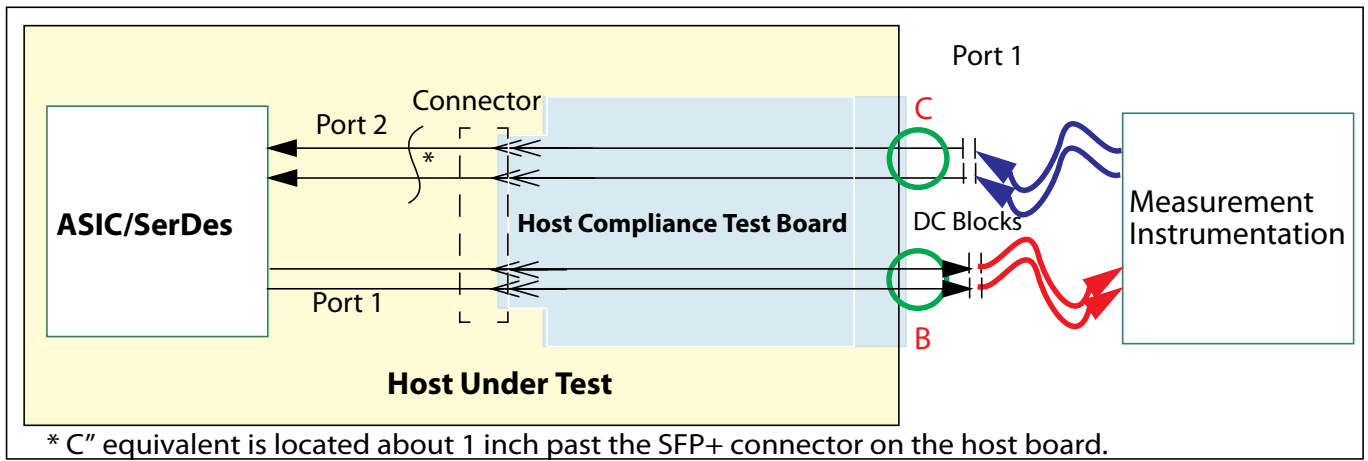 Port 1
Connector
C
Port 2
*
ASIC/SerDes
Host Compliance Test Board
DC Blocks
Measurement
Instrumentation
Port 1
B
Host Under Test
* C” equivalent is located about 1 inch past the SFP+ connector on the host board.